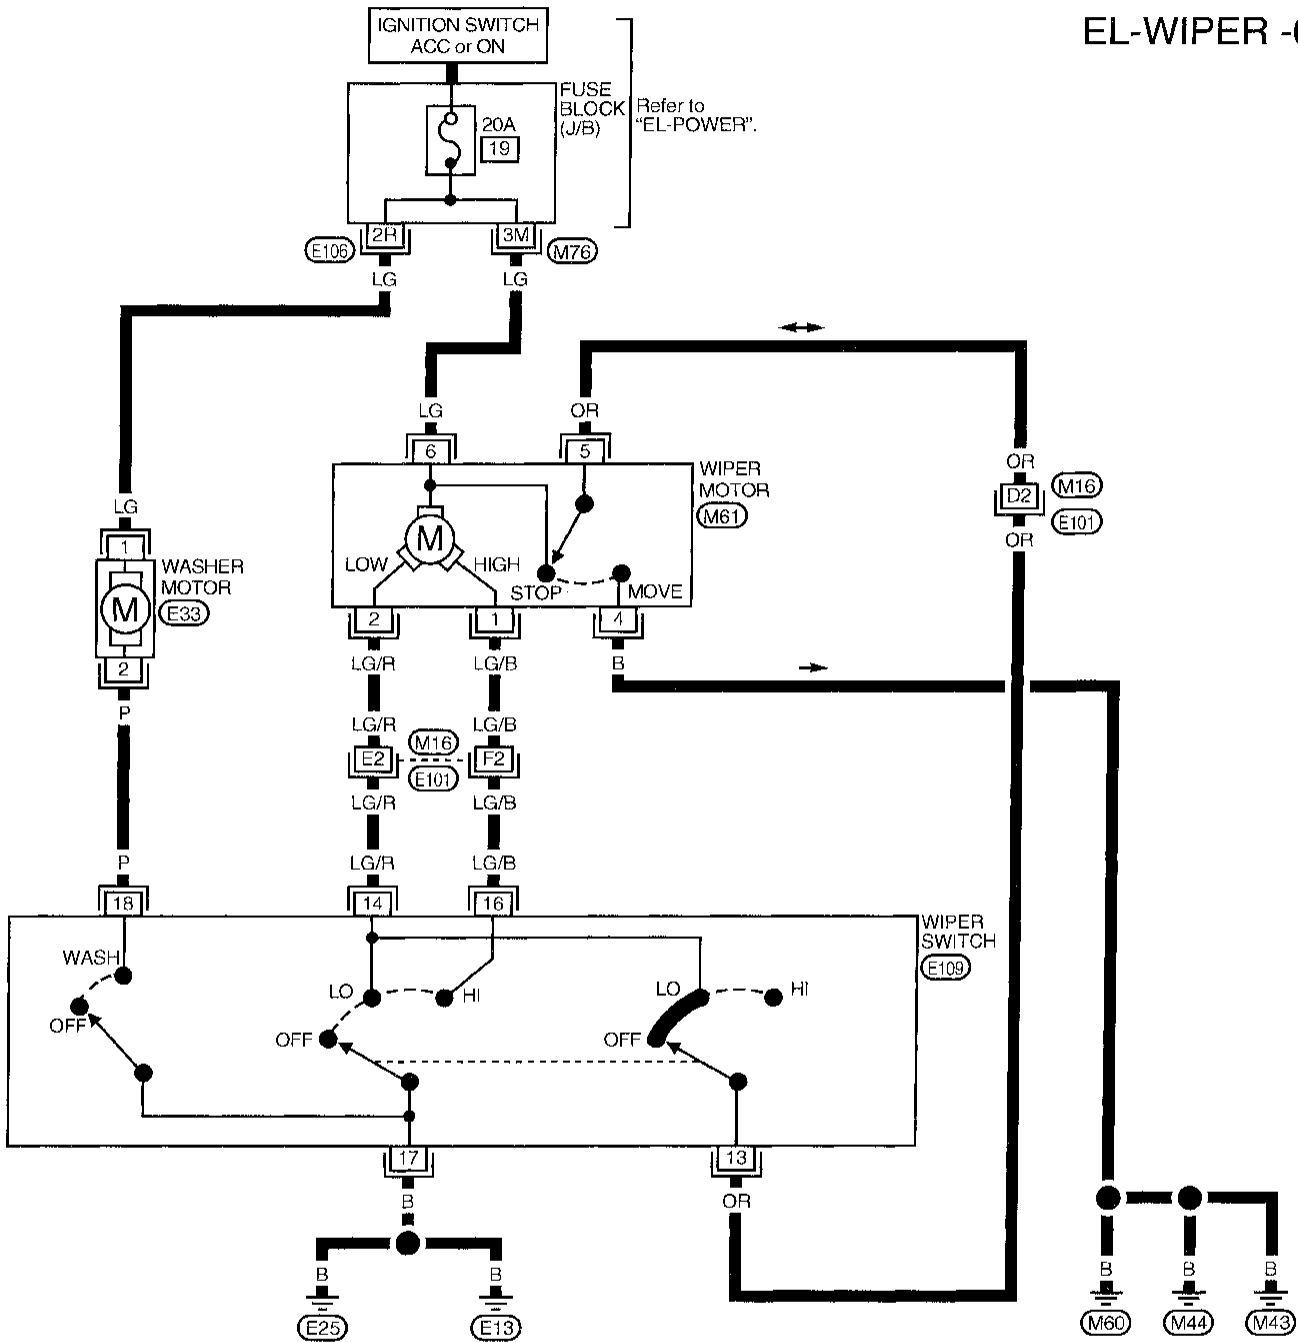 IGNITION SWITCH
ACC or ON
EL-WIPER -
FUSE
BLOCK
(J/B)
Refer to
"EL-POWER".
20A
19
2R
3M
E106
M76
LG
LG
LG
OR
6
5
WIPER
MOTOR
M61
OR
D2
M16
E101
OR
LG
1
WASHER
MOTOR
E33
M
2
P
M
LOW
HIGH
STOP
MOVE
2
1
4
LG/R
LG/B
B
LG/R
LG/B
M16
E2
F2
E101
LG/R
LG/B
P
LG/R
LG/B
18
14
16
WIPER
SWITCH
E109
WASH
OFF
LO
HI
OFF
LO
HI
OFF
17
13
B
OR
B
B
E25
E13
B
B
B
M60
M44
M43